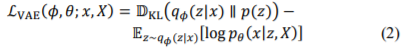 ℒ_VAE(ϕ, θ; x, X) = 𝔻_KL(q_ϕ(z|x) ∥ p(z)) −
𝔼_{z~q_ϕ(z|x)}[log p_θ(x|z, X)] (2)